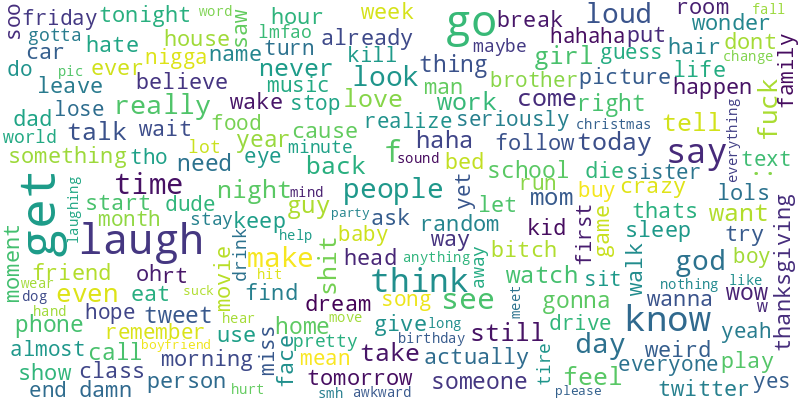 soo friday tonight hour go break loud room word fall
gotta hate house saw lmfao already hahaha put wonder
car nigga name turn maybe girl guess hair dont change
do pic ever never kill thing picture life family
leave believe music look brother happen
lose really wake stop love man work come right fuck
dad talk wait food year cause realize seriously christmas tell everything
world lot minute haha follow today
something tho need eye back f sound bed school die sister say text :
get laughing time night mind people yet run buy crazy lols
start dude guy let mom thats want
month stay keep party ask random kid first game sleep try
moment laugh drink help baby way bitch walk god boy thanksgiving
friend ohrt movie make shit head anything away watch sit nothing like
wear even hit think see gonna wanna wow w
dog eat find song meet
hand hope tweet suck dream
phone remember hear use home move give long still drive know yeah
almost boyfriend miss face pretty birthday day weird
call morning mean take actually tire feel everyone play
show class person tomorrow someone twitter yes
end damn hurt smh awkward please